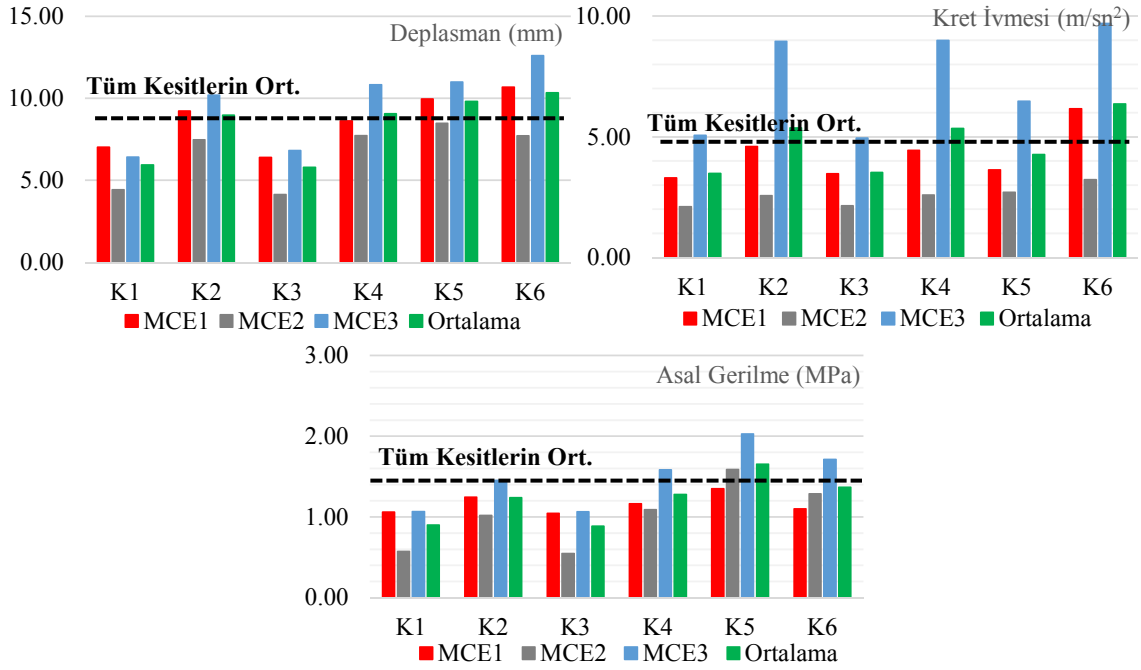 Deplasman (mm)
15.00
10.00
5.00
0.00
Tüm Kesitlerin Ort.
K1 K2 K3 K4 K5 K6
MCE1 MCE2 MCE3 Ortalama
Kret İvmesi (m/sn²)
10.00
5.00
0.00
Tüm Kesitlerin Ort.
K1 K2 K3 K4 K5 K6
MCE1 MCE2 MCE3 Ortalama
Asal Gerilme (MPa)
3.00
2.00
1.00
0.00
Tüm Kesitlerin Ort.
K1 K2 K3 K4 K5 K6
MCE1 MCE2 MCE3 Ortalama